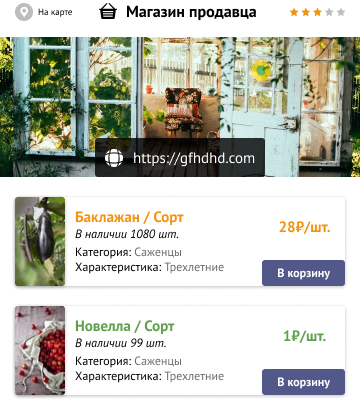 На карте
Магазин продавца
https://gfhdhd.com
Баклажан / Сорт
В наличии 1080 шт.
28₽/шт.
Категория: Саженцы
Характеристика: Трехлетние
В корзину
Новелла / Сорт
В наличии 99 шт.
1₽/шт.
Категория: Саженцы
Характеристика: Трехлетние
В корзину